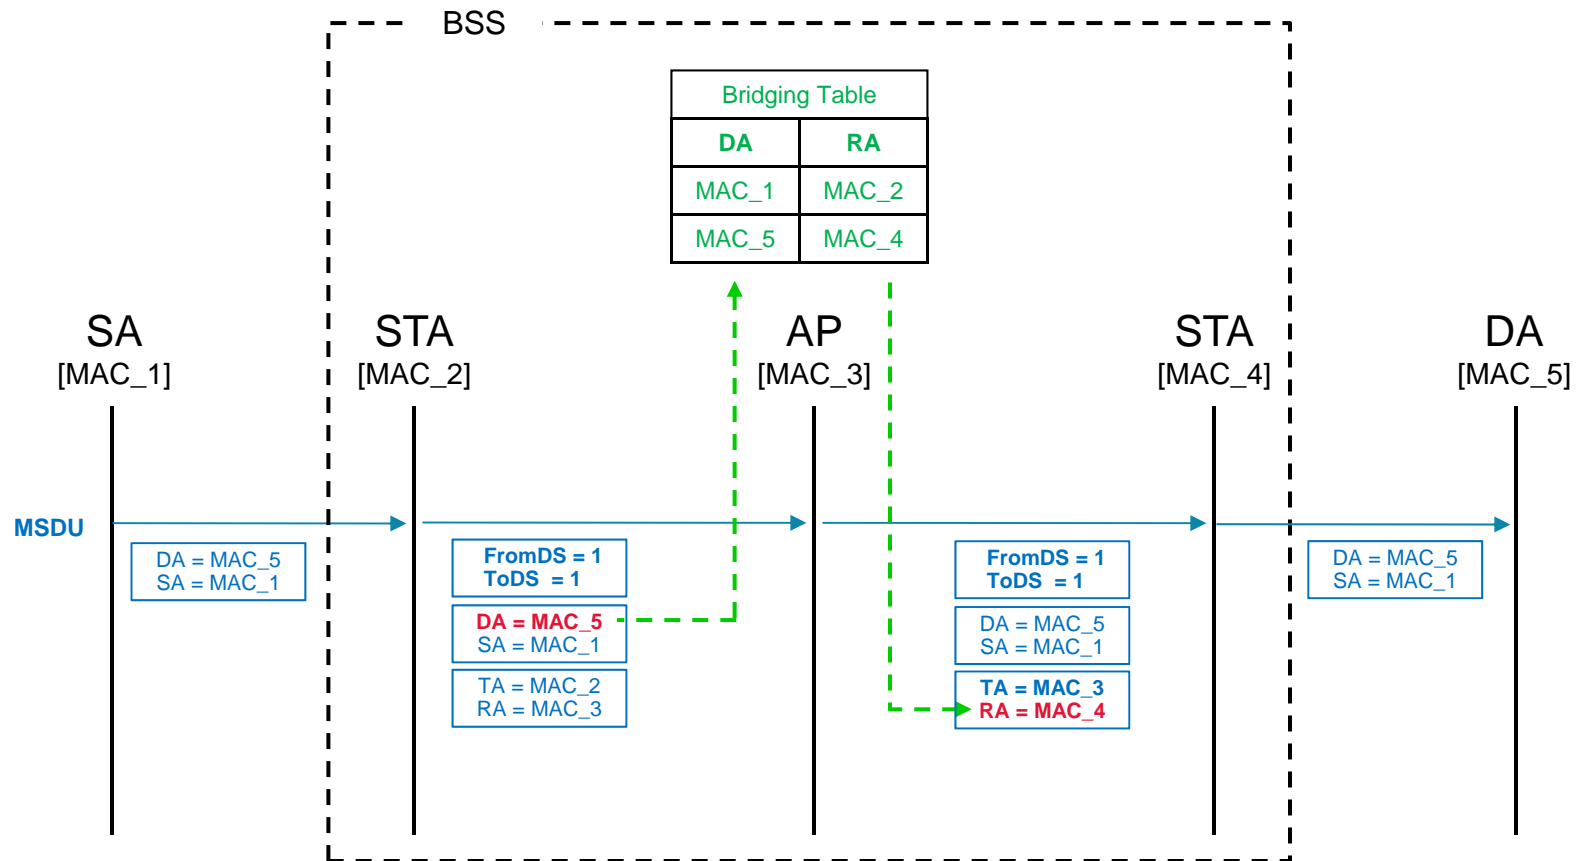 BSS
Bridging Table
DA RA
MAC_1 MAC_2
MAC_5 MAC_4
SA
[MAC_1]
STA
[MAC_2]
AP
[MAC_3]
STA
[MAC_4]
DA
[MAC_5]
MSDU
DA = MAC_5
SA = MAC_1
FromDS = 1
ToDS = 1
DA = MAC_5
SA = MAC_1
TA = MAC_2
RA = MAC_3
FromDS = 1
ToDS = 1
DA = MAC_5
SA = MAC_1
TA = MAC_3
RA = MAC_4
DA = MAC_5
SA = MAC_1